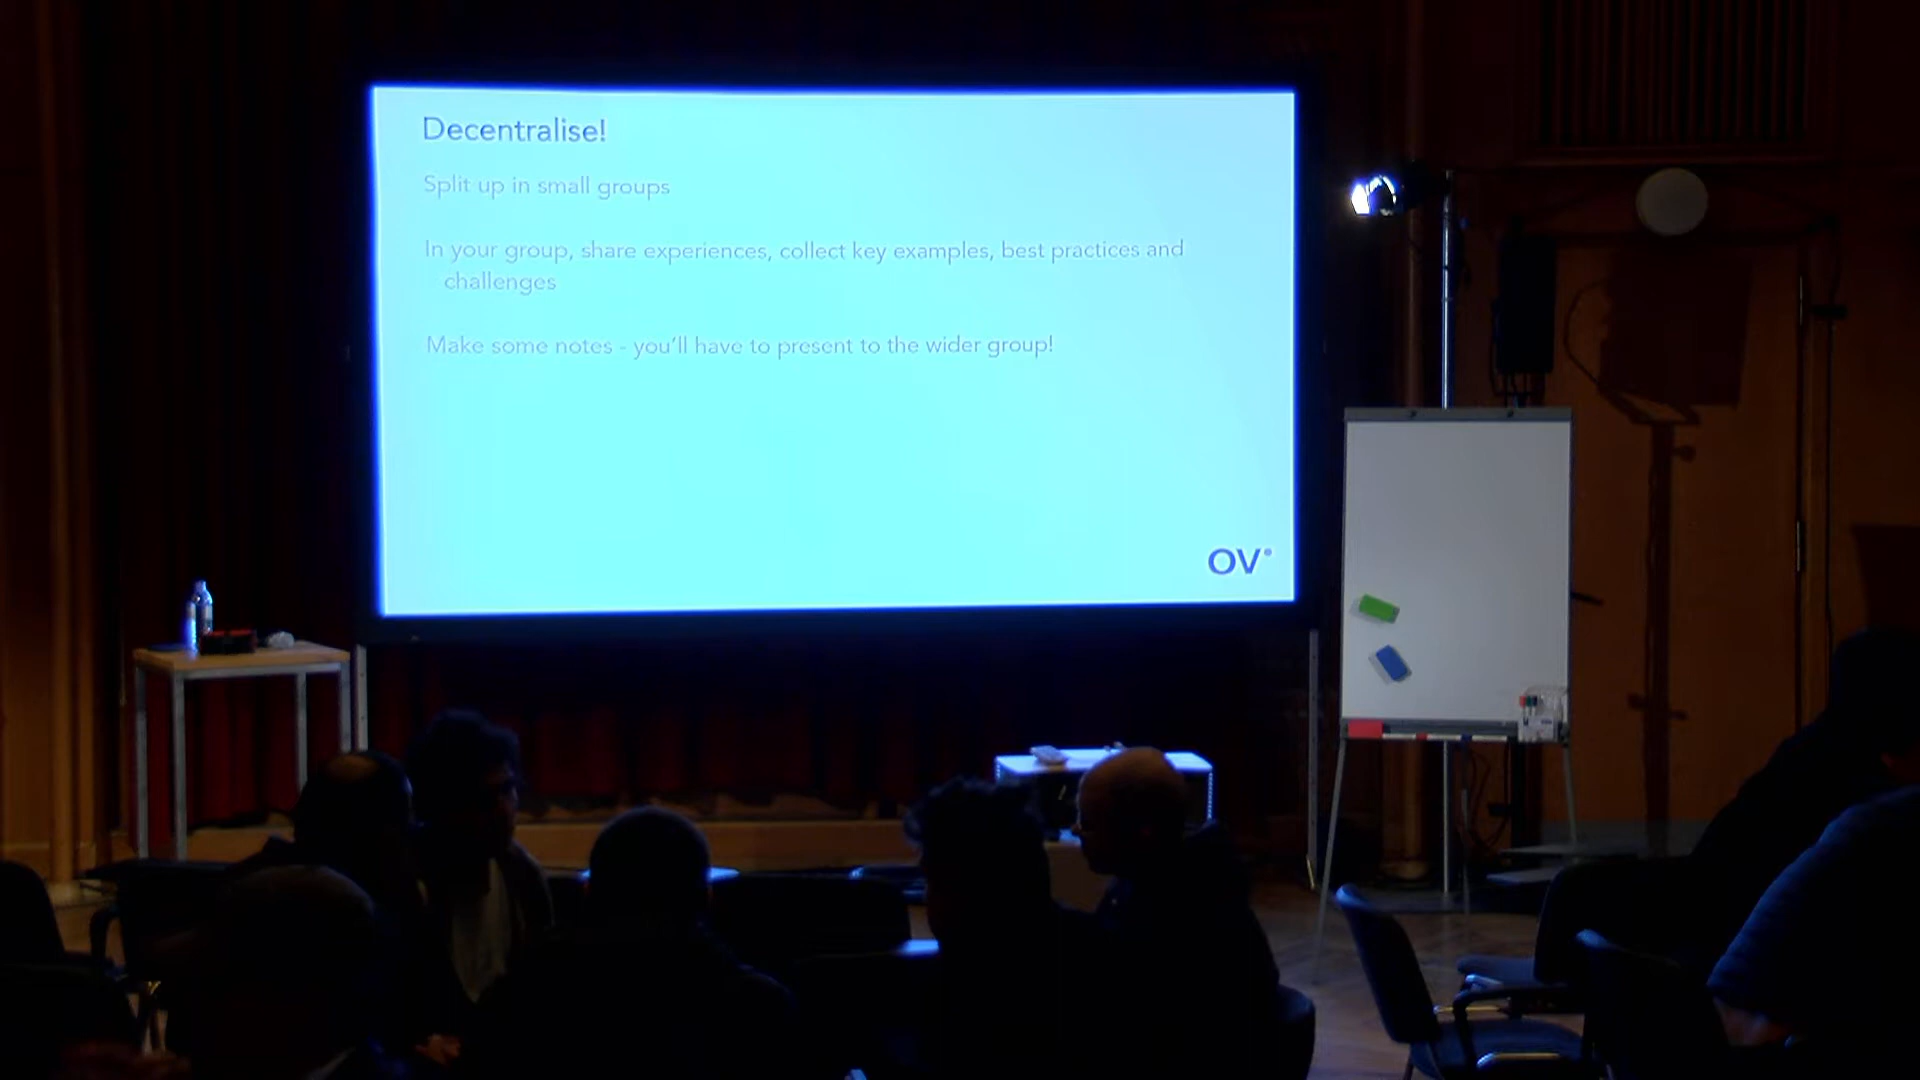 Decentralise!
Split up in small groups
In your group, share experiences, collect key examples, best practices and
challenges
Make some notes - you'll have to present to the wider group!
OV